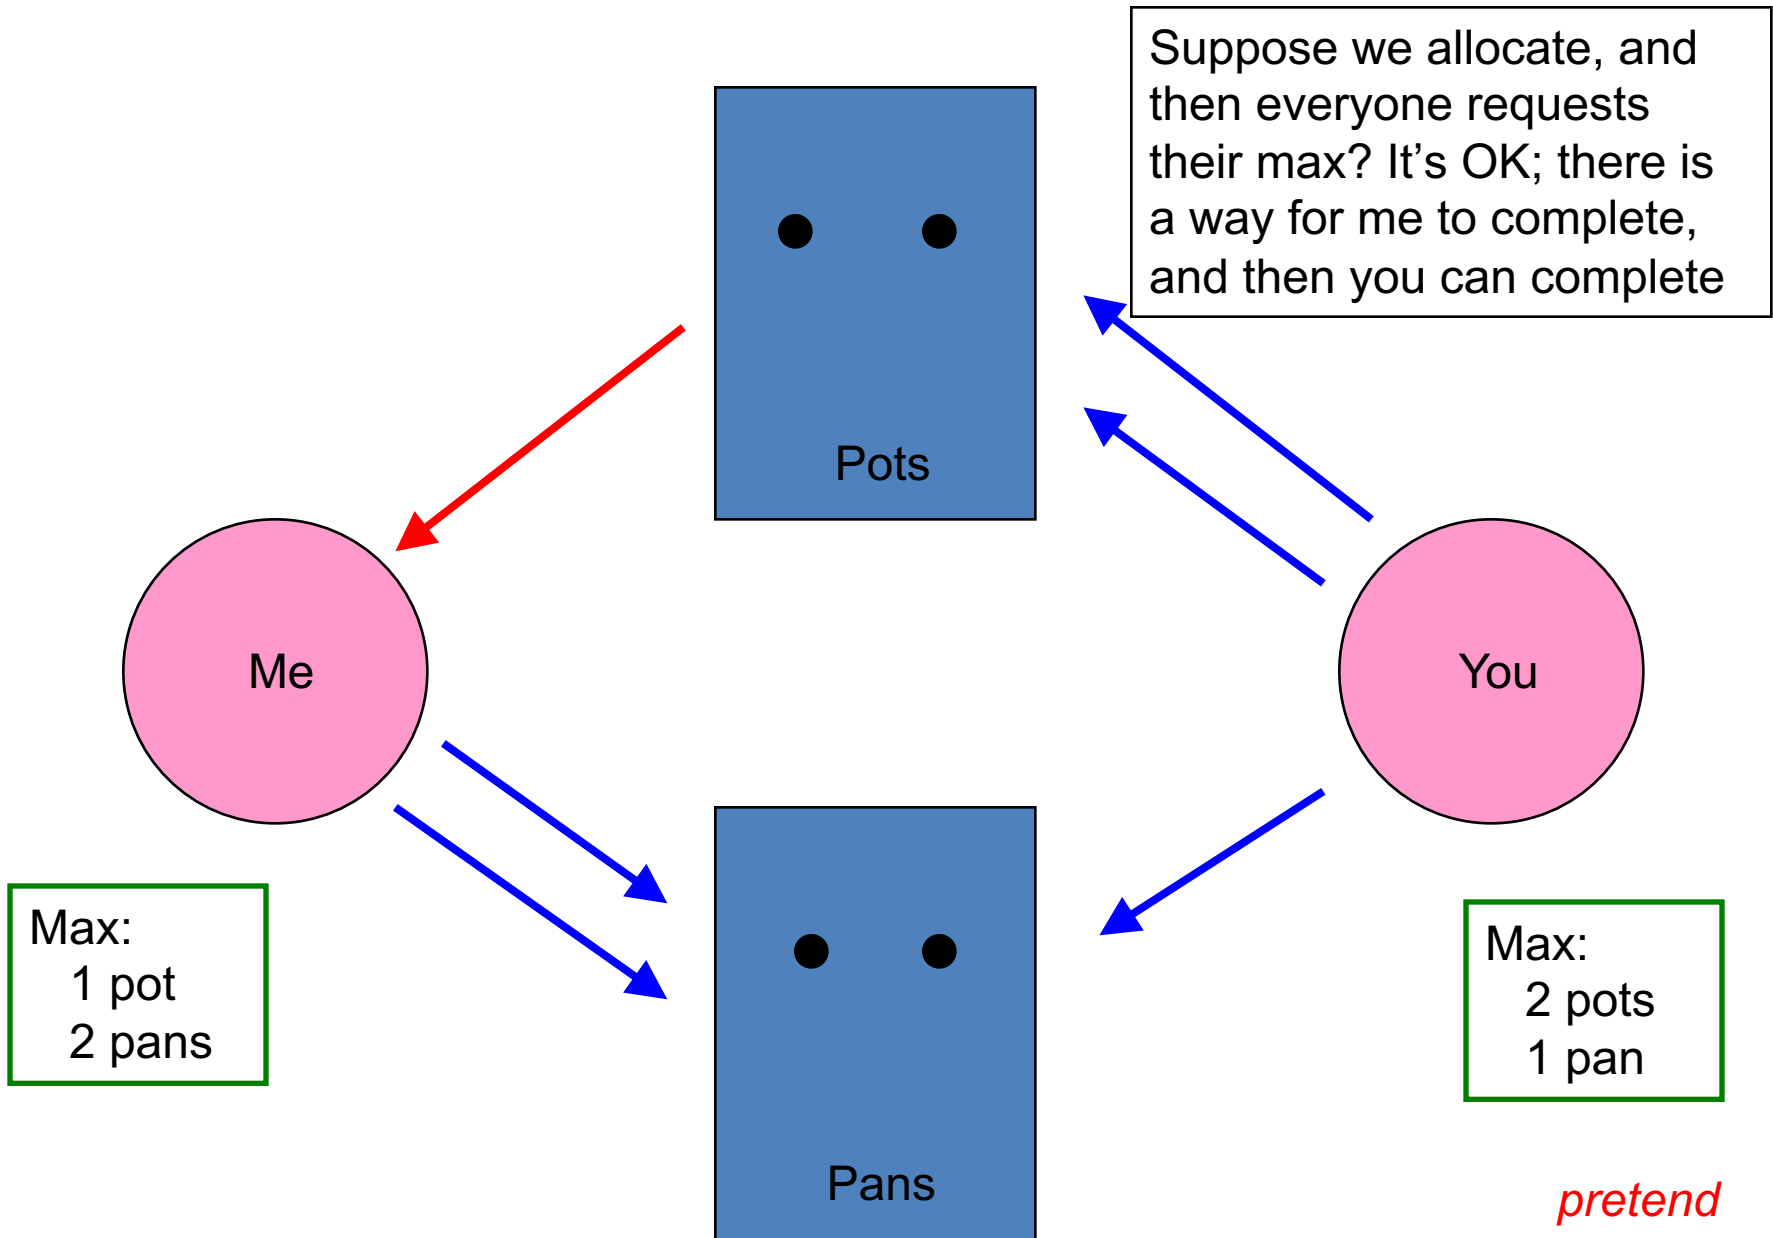 Suppose we allocate, and
then everyone requests
their max? It’s OK; there is
a way for me to complete,
and then you can complete
Pots
Me
You
Max:
1 pot
2 pans
Max:
2 pots
1 pan
Pans
pretend